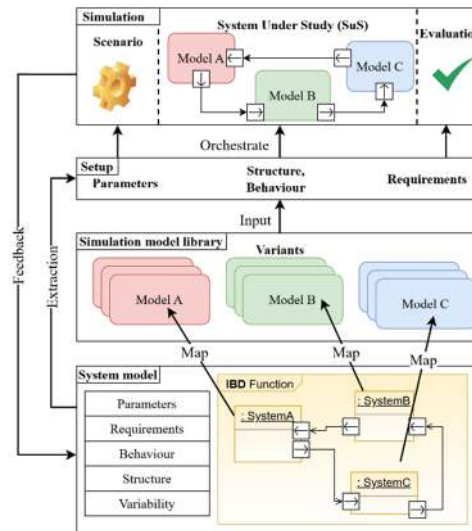 Simulation
System Under Study (SuS)
Scenario
Evaluation
Model A
Model C
Model B
Orchestrate
Setup
Parameters
Structure,
Behaviour
Requirements
Input
Feedback
Extraction
Simulation model library
Variants
Model A
Model B
Model C
Map
Map
Map
System model
IBD Function
Parameters
Requirements
Behaviour
Structure
Variability
: SystemA
: SystemB
: SystemC